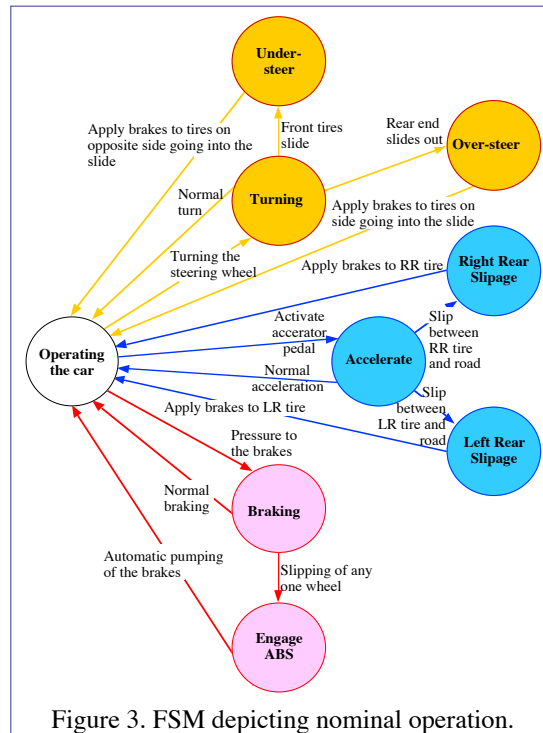 Under-
steer
Apply brakes to tires on
opposite side going into the
slide
Front tires
slide
Rear end
slides out
Over-steer
Normal
turn
Turning
Apply brakes to tires on
side going into the slide
Turning the
steering wheel
Right Rear
Slippage
Apply brakes to RR tire
Activate
accerator
pedal
Slip
between
RR tire
and road
Operating
the car
Accelerate
Normal
acceleration
Slip
between
LR tire and
road
Apply brakes to LR tire
Left Rear
Slippage
Pressure to
the brakes
Normal
braking
Braking
Automatic pumping
of the brakes
Slipping of any
one wheel
Engage
ABS
Figure 3. FSM depicting nominal operation.